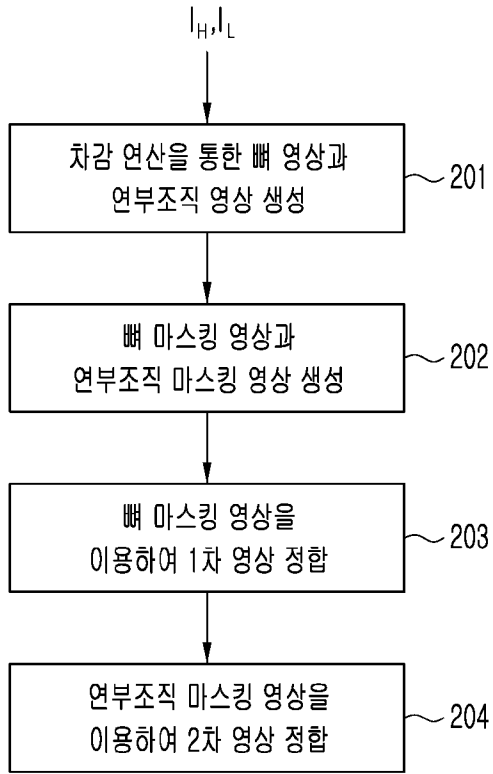 I_H,I_L
차감 연산을 통한 뼈 영상과
연부조직 영상 생성
201
뼈 마스킹 영상과
연부조직 마스킹 영상 생성
202
뼈 마스킹 영상을
이용하여 1차 영상 정합
203
연부조직 마스킹 영상을
이용하여 2차 영상 정합
204